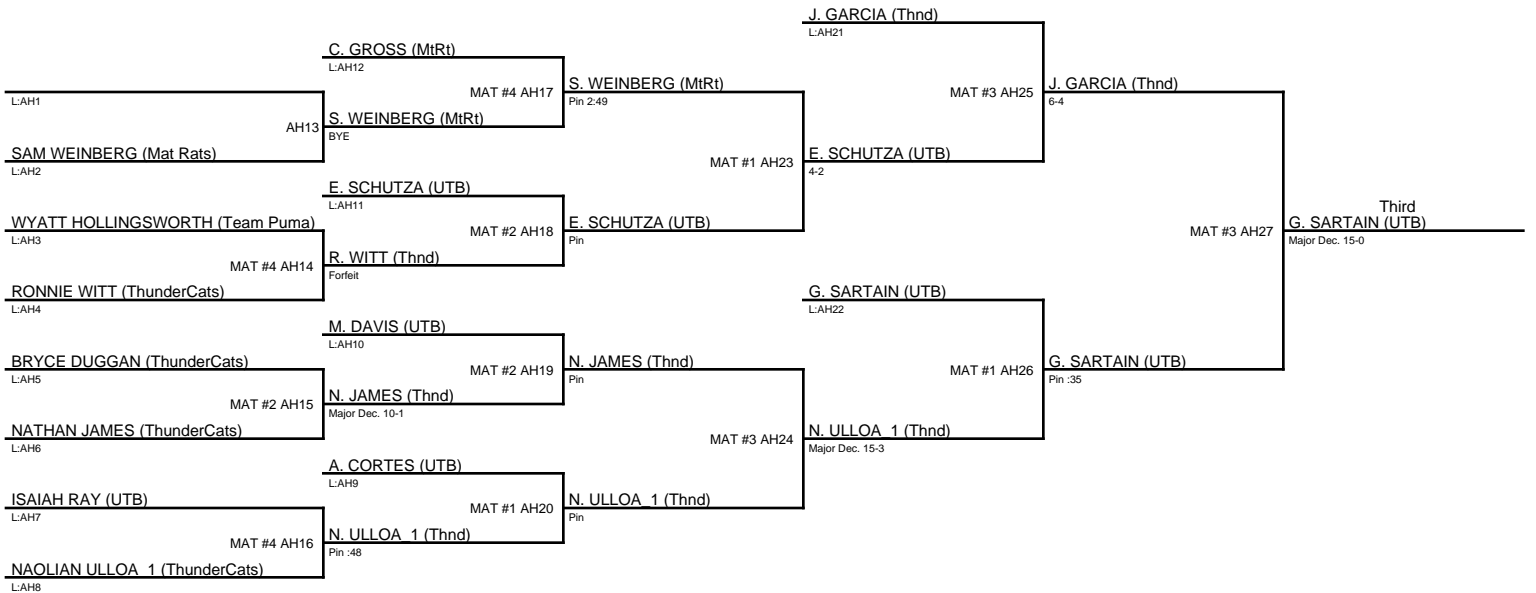 J. GARCIA (Thnd)
L:AH21
C. GROSS (MtRt)
L:AH12
MAT #4 AH17
S. WEINBERG (MtRt)
Pin 2:49
MAT #3 AH25
J. GARCIA (Thnd)
6-4
L:AH1
AH13
S. WEINBERG (MtRt)
BYE
SAM WEINBERG (Mat Rats)
L:AH2
MAT #1 AH23
E. SCHUTZA (UTB)
4-2
E. SCHUTZA (UTB)
L:AH11
WYATT HOLLINGSWORTH (Team Puma)
L:AH3
MAT #2 AH18
E. SCHUTZA (UTB)
Pin
MAT #3 AH27
Third
G. SARTAIN (UTB)
Major Dec. 15-0
MAT #4 AH14
R. WITT (Thnd)
Forfeit
RONNIE WITT (ThunderCats)
L:AH4
G. SARTAIN (UTB)
L:AH22
M. DAVIS (UTB)
L:AH10
BRYCE DUGGAN (ThunderCats)
L:AH5
MAT #2 AH19
N. JAMES (Thnd)
Pin
MAT #1 AH26
G. SARTAIN (UTB)
Pin :35
MAT #2 AH15
N. JAMES (Thnd)
Major Dec. 10-1
NATHAN JAMES (ThunderCats)
L:AH6
MAT #3 AH24
N. ULLOA_1 (Thnd)
Major Dec. 15-3
A. CORTES (UTB)
L:AH9
ISAIAH RAY (UTB)
L:AH7
MAT #1 AH20
N. ULLOA_1 (Thnd)
Pin
MAT #4 AH16
N. ULLOA_1 (Thnd)
Pin :48
NAOLIAN ULLOA_1 (ThunderCats)
L:AH8